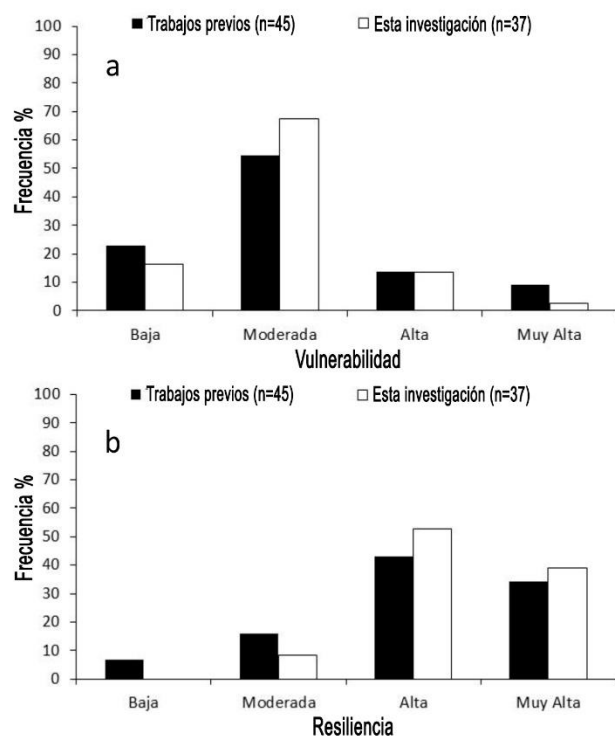 ■ Trabajos previos (n=45) □ Esta investigación (n=37)
100
a
90
80
70
60
50
40
30
20
10
0
Frecuencia %
Baja Moderada Alta Muy Alta
Vulnerabilidad
■ Trabajos previos (n=45) □ Esta investigación (n=37)
100
b
90
80
70
60
50
40
30
20
10
0
Frecuencia %
Baja Moderada Alta Muy Alta
Resiliencia